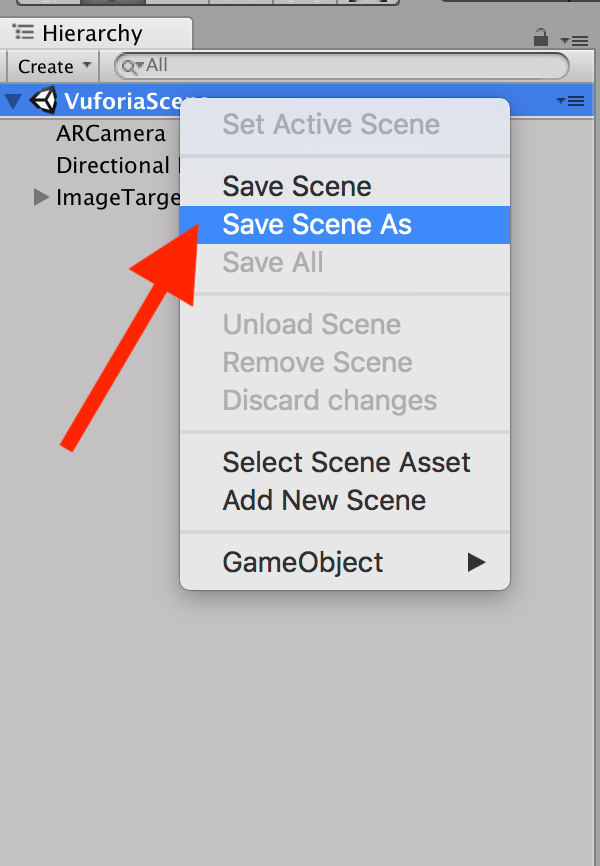 Hierarchy
Create
All
VuforiaScene
Set Active Scene
ARCamera
Directional
Save Scene
ImageTarge
Save Scene As
Save All
Unload Scene
Remove Scene
Discard changes
Select Scene Asset
Add New Scene
GameObject